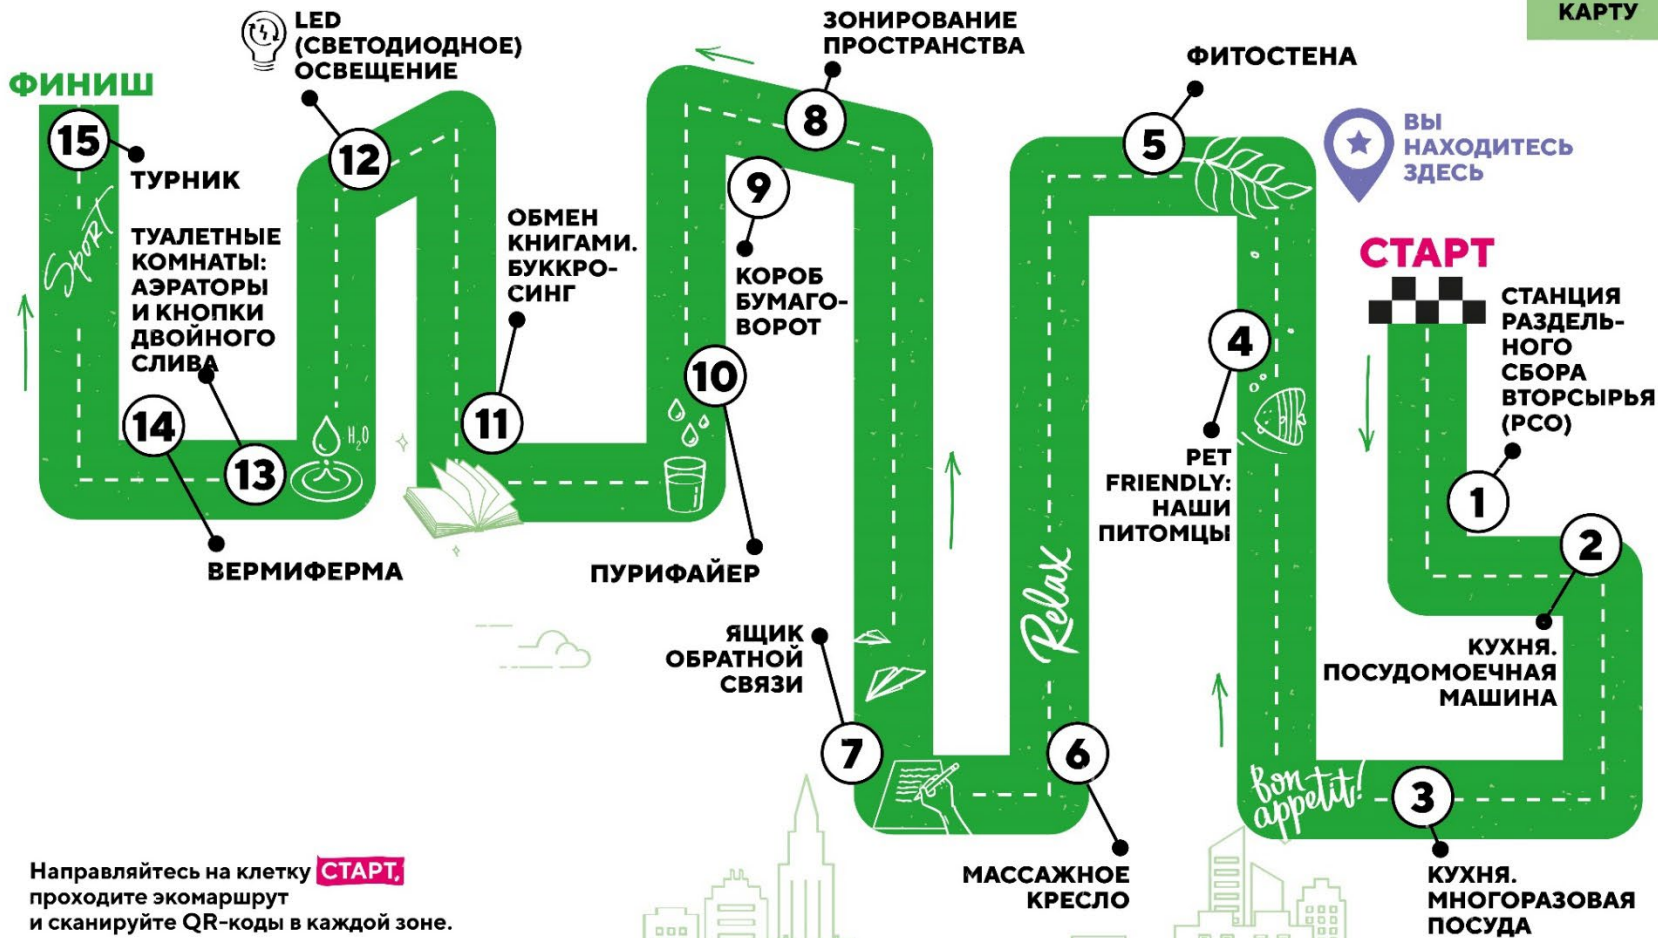 КАРТУ
LED
(СВЕТОДИОДНОЕ)
ОСВЕЩЕНИЕ
ЗОНИРОВАНИЕ
ПРОСТРАНСТВА
ФИТОСТЕНА
ФИНИШ
15
ТУРНИК
12
8
5
ВЫ
НАХОДИТЕСЬ
ЗДЕСЬ
9
КОРОБ
БУМАГО-
ВОРОТ
ОБМЕН
КНИГАМИ.
БУККРО-
СИНГ
Sport
ТУАЛЕТНЫЕ
КОМНАТЫ:
АЭРАТОРЫ
И КНОПКИ
ДВОЙНОГО
СЛИВА
СТАРТ
СТАНЦИЯ
РАЗДЕЛЬ-
НОГО
СБОРА
ВТОРСЫРЬЯ
(РСО)
4
10
11
14
13
H₂O
PET
FRIENDLY:
НАШИ
ПИТОМЦЫ
1
2
ВЕРМИФЕРМА
ПУРИФАЙЕР
Relax
ЯЩИК
ОБРАТНОЙ
СВЯЗИ
КУХНЯ.
ПОСУДОМОЕЧНАЯ
МАШИНА
7
6
bon
appetit!
3
МАССАЖНОЕ
КРЕСЛО
КУХНЯ.
МНОГОРАЗОВАЯ
ПОСУДА
Направляйтесь на клетку СТАРТ,
проходите экомаршрут
и сканируйте QR-коды в каждой зоне.